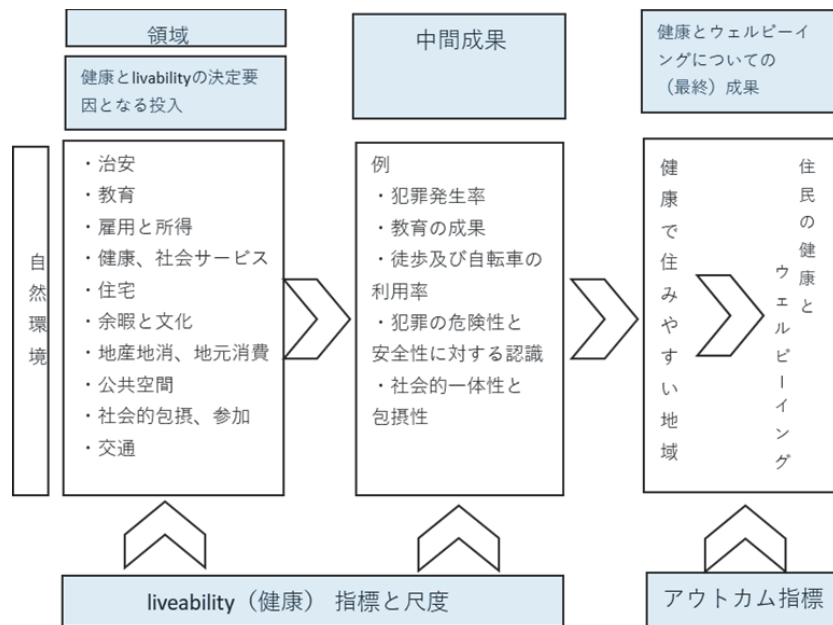 領域
健康とlivabilityの決定要
因となる投入
中間成果
健康とウェルビーイ
ングについての
（最終）成果
自然環境
・治安
・教育
・雇用と所得
・健康、社会サービス
・住宅
・余暇と文化
・地産地消、地元消費
・公共空間
・社会的包摂、参加
・交通
例
・犯罪発生率
・教育の成果
・徒歩及び自転車の
利用率
・犯罪の危険性と
安全性に対する認識
・社会的一体性と
包摂性
健康で住みやすい地域
住民の健康と
ウェルビーイング
liveability（健康） 指標と尺度
アウトカム指標